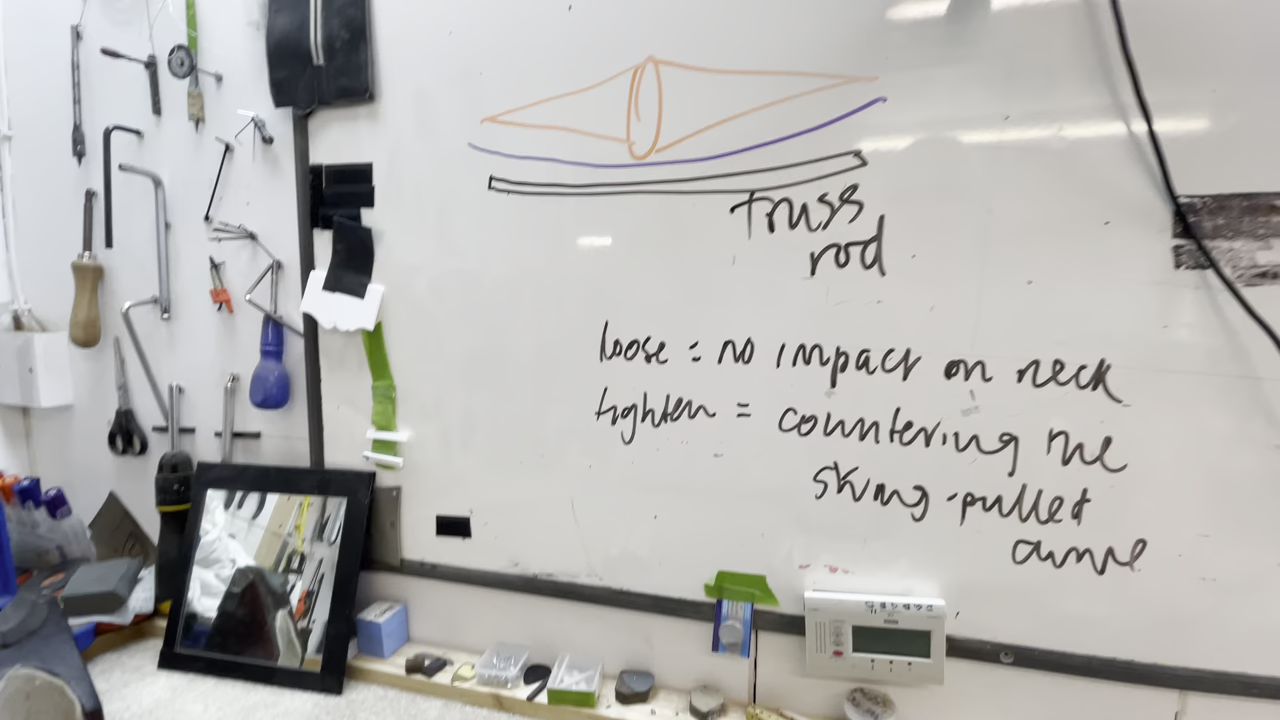 truss
rod
loose = no impact on neck
tighten = countering the
string-pulled
curve